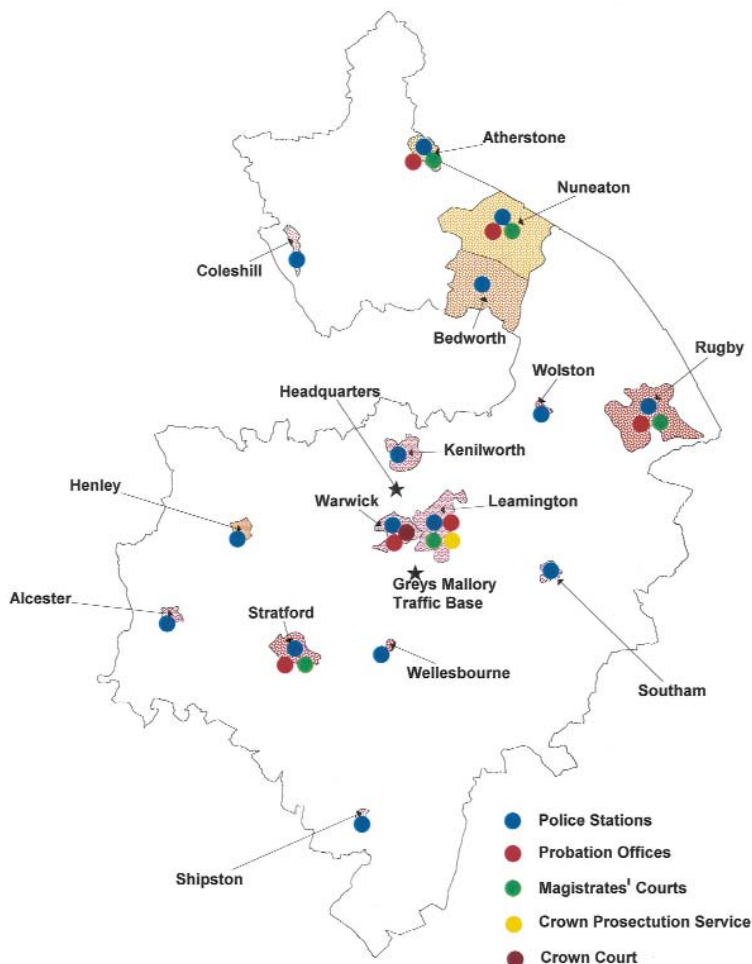 Atherstone
Nuneaton
Coleshill
Bedworth
Rugby
Wolston
Headquarters
Kenilworth
Henley
Warwick
Leamington
Greys Mallory
Traffic Base
Alcester
Stratford
Wellesbourne
Southam
Shipston
Police Stations
Probation Offices
Magistrates' Courts
Crown Prosectution Service
Crown Court